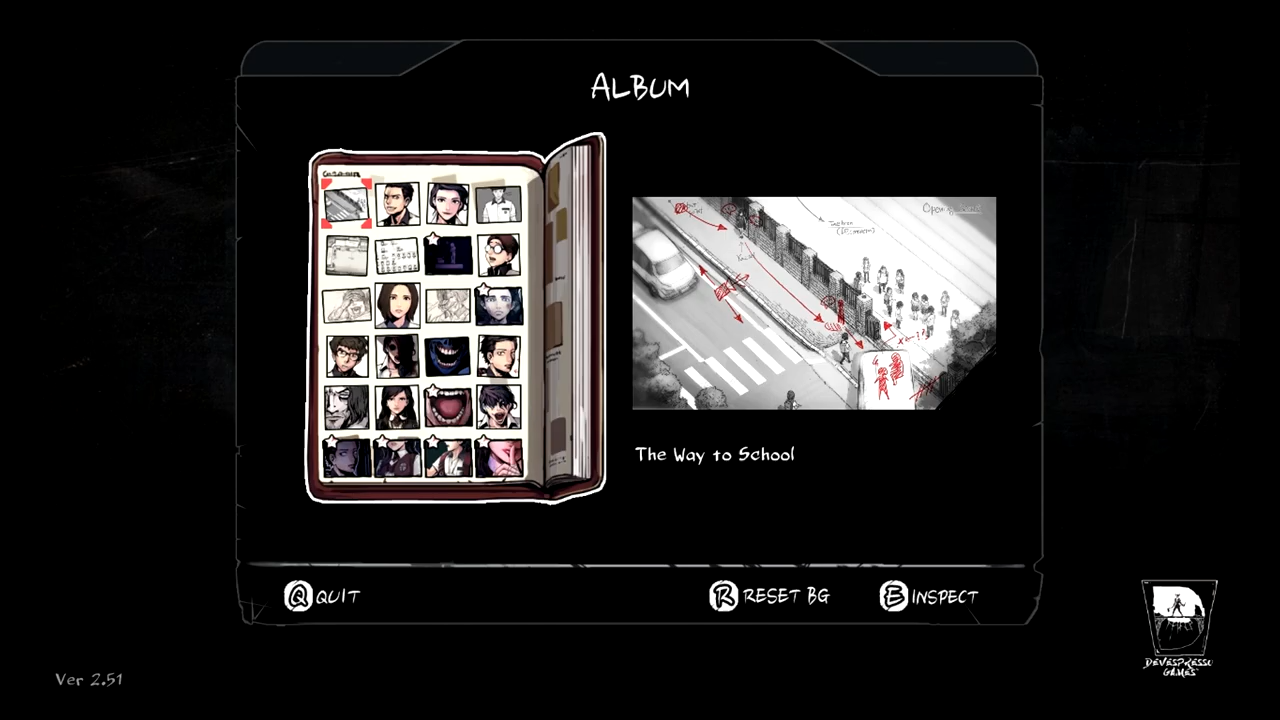 ALBUM
The Way to School
Q QUIT
R RESET BG
B INSPECT
DEVESPRESSO
GAMES
Ver 2.51